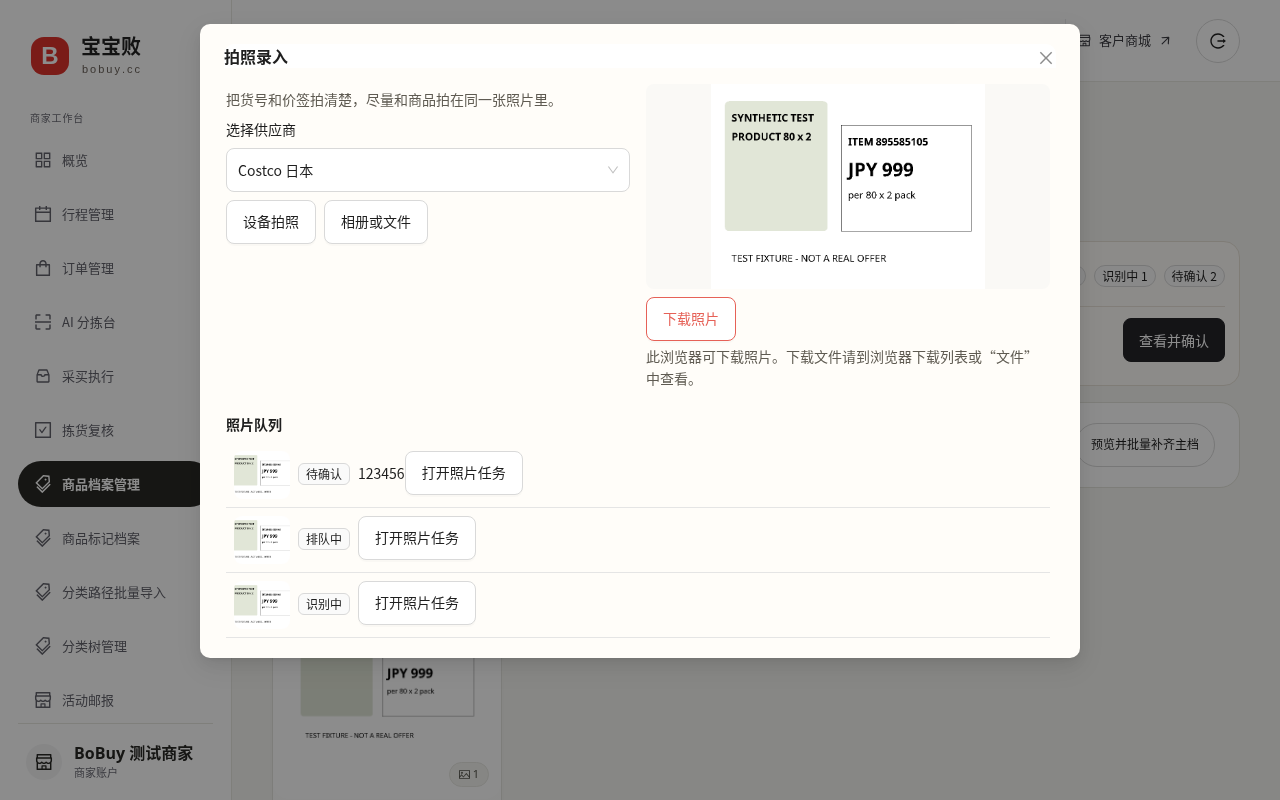 B
宝宝败
bobuy.cc
商家工作台
概览
行程管理
订单管理
AI 分拣台
采买执行
拣货复核
商品档案管理
商品标记档案
分类路径批量导入
分类树管理
活动邮报
BoBuy 测试商家
商家账户
客户商城
识别中 1
待确认 2
查看并确认
预览并批量补齐主档
拍照录入
把货号和价签拍清楚，尽量和商品拍在同一张照片里。
选择供应商
Costco 日本
设备拍照
相册或文件
SYNTHETIC TEST
PRODUCT 80 x 2
ITEM 895585105
JPY 999
per 80 x 2 pack
TEST FIXTURE - NOT A REAL OFFER
下载照片
此浏览器可下载照片。下载文件请到浏览器下载列表或“文件”
中查看。
照片队列
待确认
123456
打开照片任务
排队中
打开照片任务
识别中
打开照片任务
JPY 999
per 80 x 2 pack
TEST FIXTURE - NOT A REAL OFFER
1